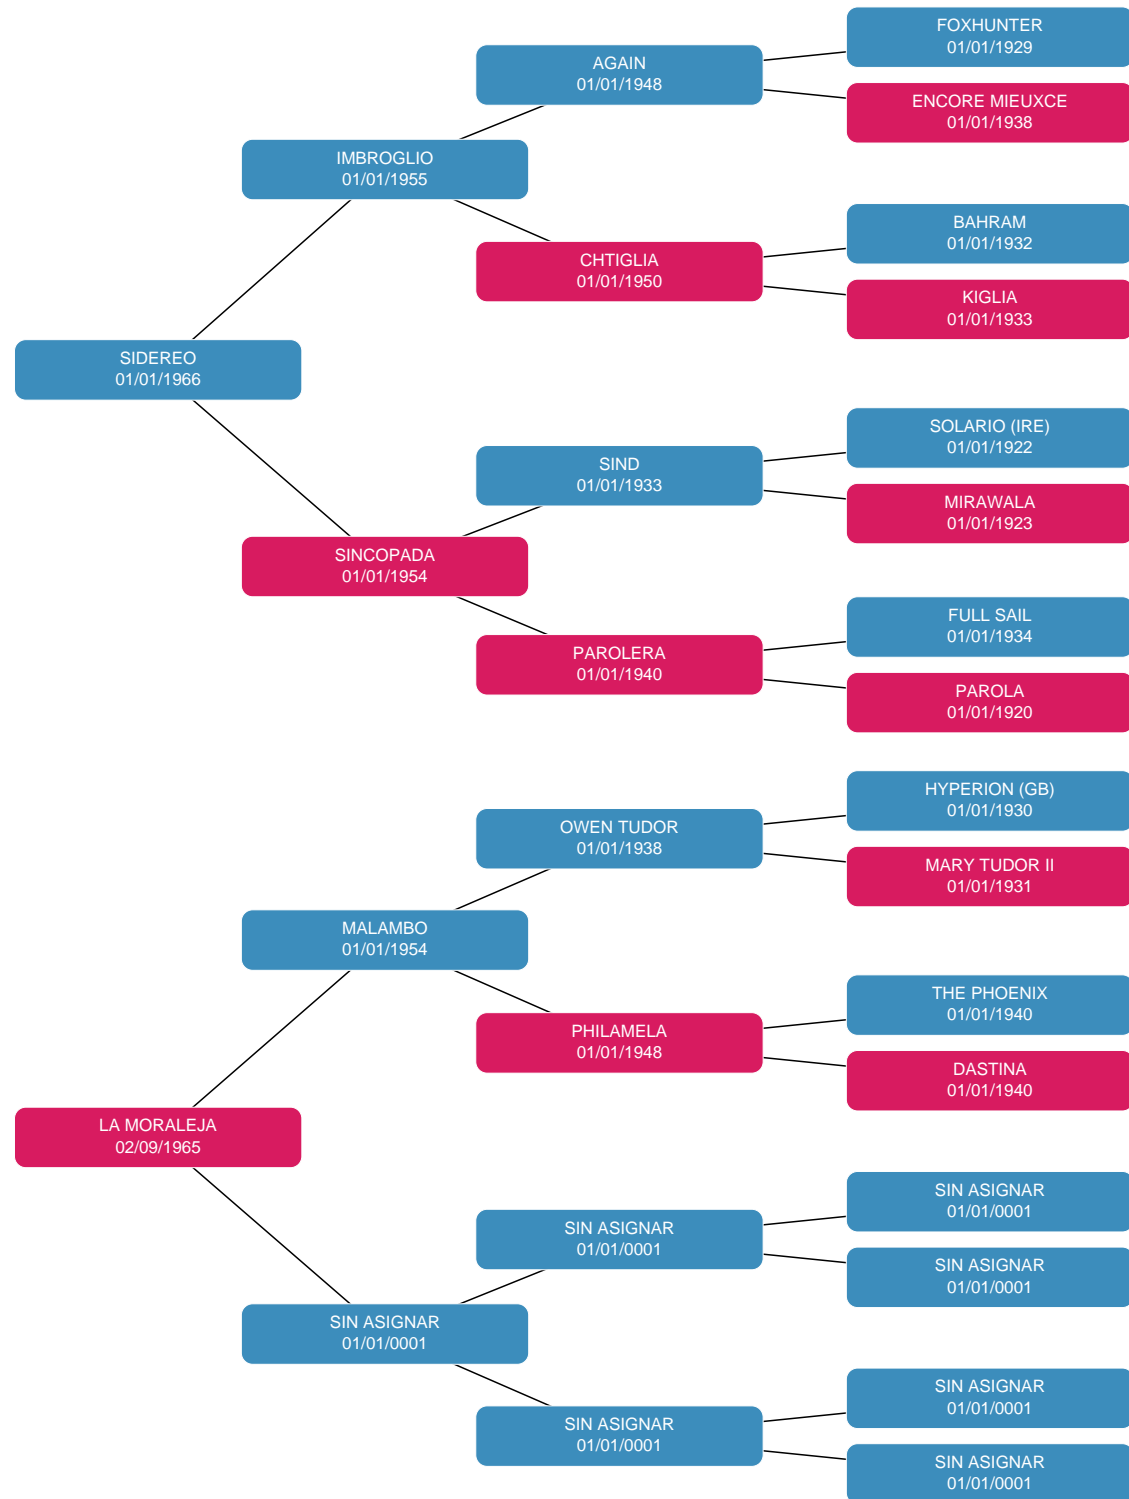 FOXHUNTER
01/01/1929
AGAIN
01/01/1948
ENCORE MIEUXCE
01/01/1938
IMBROGLIO
01/01/1955
BAHRAM
01/01/1932
CHTIGLIA
01/01/1950
KIGLIA
01/01/1933
SIDEREO
01/01/1966
SOLARIO (IRE)
01/01/1922
SIND
01/01/1933
MIRAWALA
01/01/1923
SINCOPADA
01/01/1954
FULL SAIL
01/01/1934
PAROLERA
01/01/1940
PAROLA
01/01/1920
HYPERION (GB)
01/01/1930
OWEN TUDOR
01/01/1938
MARY TUDOR II
01/01/1931
MALAMBO
01/01/1954
THE PHOENIX
01/01/1940
PHILAMELA
01/01/1948
DASTINA
01/01/1940
LA MORALEJA
02/09/1965
SIN ASIGNAR
01/01/0001
SIN ASIGNAR
01/01/0001
SIN ASIGNAR
01/01/0001
SIN ASIGNAR
01/01/0001
SIN ASIGNAR
01/01/0001
SIN ASIGNAR
01/01/0001
SIN ASIGNAR
01/01/0001